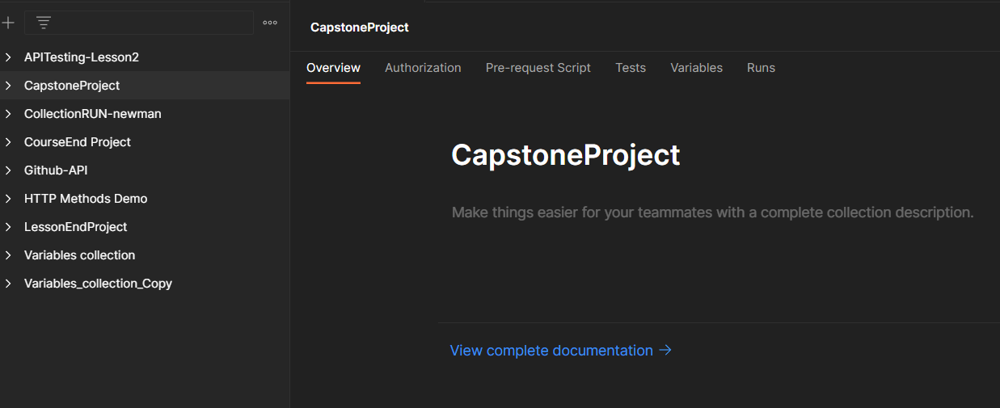 APITesting-Lesson2
CapstoneProject
CollectionRUN-newman
CourseEnd Project
Github-API
HTTP Methods Demo
LessonEndProject
Variables collection
Variables_collection_Copy
CapstoneProject
Overview Authorization Pre-request Script Tests Variables Runs
CapstoneProject
Make things easier for your teammates with a complete collection description.
View complete documentation →